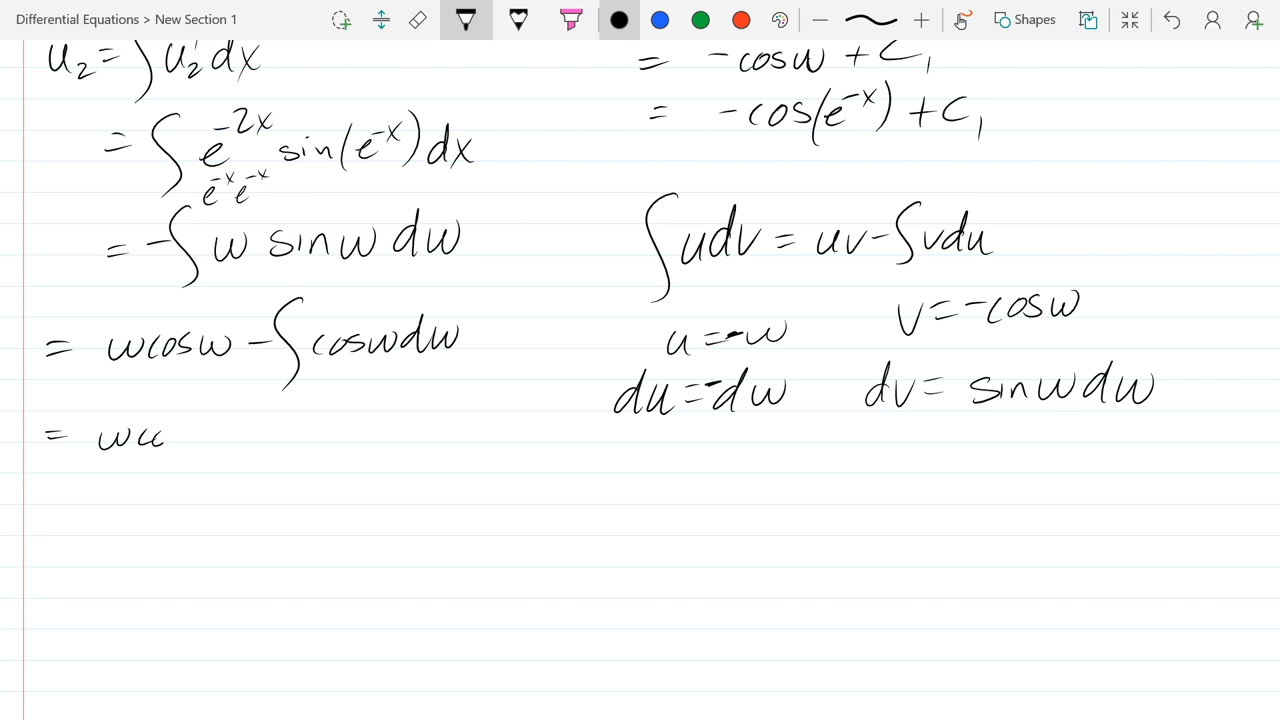 Differential Equations > New Section 1
Shapes
u₂ = ∫ u₂' dx
= ∫ e^(-2x) sin(e^(-x)) dx
e^(-x) e^(-x)
= -∫ w sin w dw
= w cos w - ∫ cos w dw
= w co
= -cos w + C₁
= -cos(e^(-x)) + C₁
∫ u dv = uv - ∫ v du
u = -w v = -cos w
du = -dw dv = sin w dw